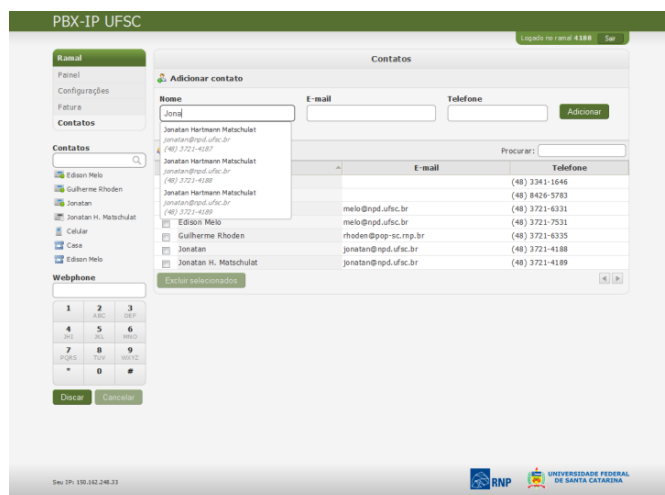 PBX-IP UFSC
Logado no ramal 4188 Sair
Ramal
Painel
Configurações
Fatura
Contatos
Contatos
Edison Melo
Guilherme Rhoden
Jonatan
Jonatan H. Matschulat
Celular
Casa
Edison Melo
Webphone
1 2 3
ABC DEF
4 5 6
GHI JKL MNO
7 8 9
PQRS TUV WXYZ
* 0 #
Discar Cancelar
Contatos
Adicionar contato
Nome E-mail Telefone
Jona Adicionar
Jonatan Hartmann Matschulat
jonatan@npd.ufsc.br
(48) 3721-4187
Jonatan Hartmann Matschulat
jonatan@npd.ufsc.br
(48) 3721-4188
Jonatan Hartmann Matschulat
jonatan@npd.ufsc.br
(48) 3721-4189
Procurar:
E-mail Telefone
(48) 3341-1646
(48) 8426-5783
melo@npd.ufsc.br (48) 3721-6331
Edison Melo melo@npd.ufsc.br (48) 3721-7531
Guilherme Rhoden rhoden@pop-sc.rnp.br (48) 3721-6335
Jonatan jonatan@npd.ufsc.br (48) 3721-4188
Jonatan H. Matschulat jonatan@npd.ufsc.br (48) 3721-4189
Excluir selecionados
Seu IP: 150.162.248.33
RNP
UNIVERSIDADE FEDERAL
DE SANTA CATARINA